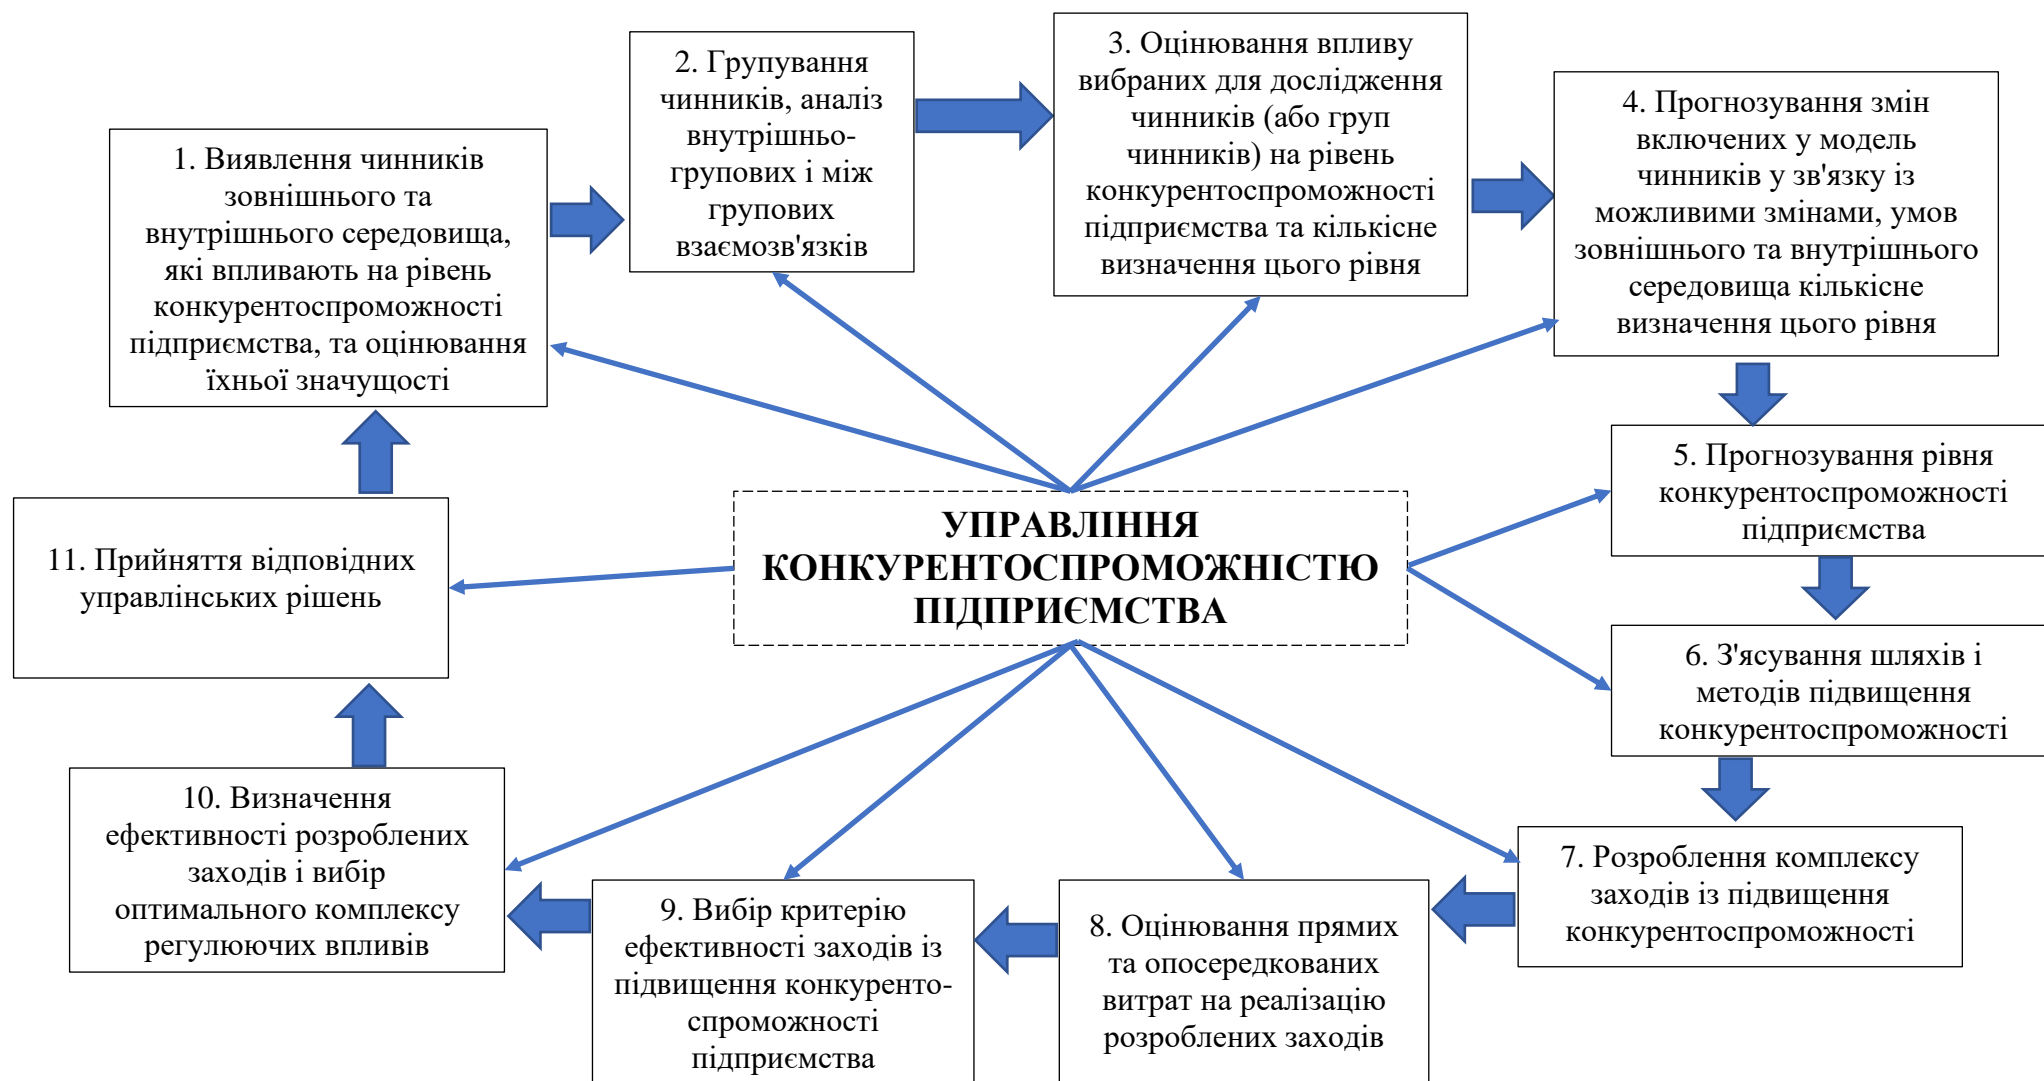 1. Виявлення чинників
зовнішнього та
внутрішнього середовища,
які впливають на рівень
конкурентоспроможності
підприємства, та оцінювання
їхньої значущості
2. Групування
чинників, аналіз
внутрішньо-
групових і між
групових
взаємозв'язків
3. Оцінювання впливу
вибраних для дослідження
чинників (або груп
чинників) на рівень
конкурентоспроможності
підприємства та кількісне
визначення цього рівня
4. Прогнозування змін
включених у модель
чинників у зв'язку із
можливими змінами, умов
зовнішнього та внутрішнього
середовища кількісне
визначення цього рівня
5. Прогнозування рівня
конкурентоспроможності
підприємства
6. З'ясування шляхів і
методів підвищення
конкурентоспроможності
7. Розроблення комплексу
заходів із підвищення
конкурентоспроможності
8. Оцінювання прямих
та опосередкованих
витрат на реалізацію
розроблених заходів
9. Вибір критерію
ефективності заходів із
підвищення конкуренто-
спроможності
підприємства
10. Визначення
ефективності розроблених
заходів і вибір
оптимального комплексу
регулюючих впливів
11. Прийняття відповідних
управлінських рішень
УПРАВЛІННЯ
КОНКУРЕНТОСПРОМОЖНІСТЮ
ПІДПРИЄМСТВА